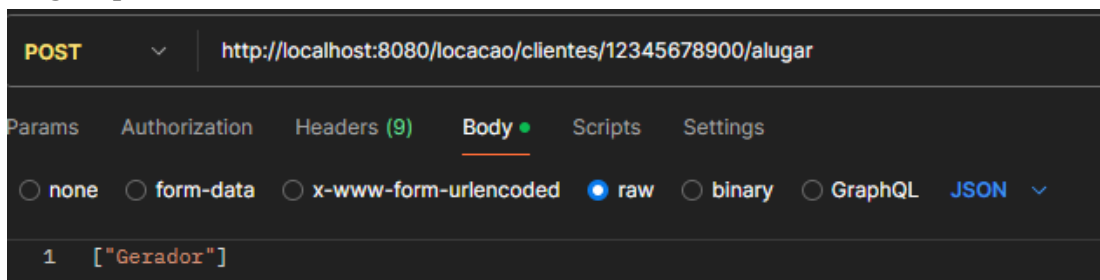 POST http://localhost:8080/locacao/clientes/12345678900/alugar
Params Authorization Headers (9) Body Scripts Settings
none form-data x-www-form-urlencoded raw binary GraphQL JSON
1 ["Gerador"]